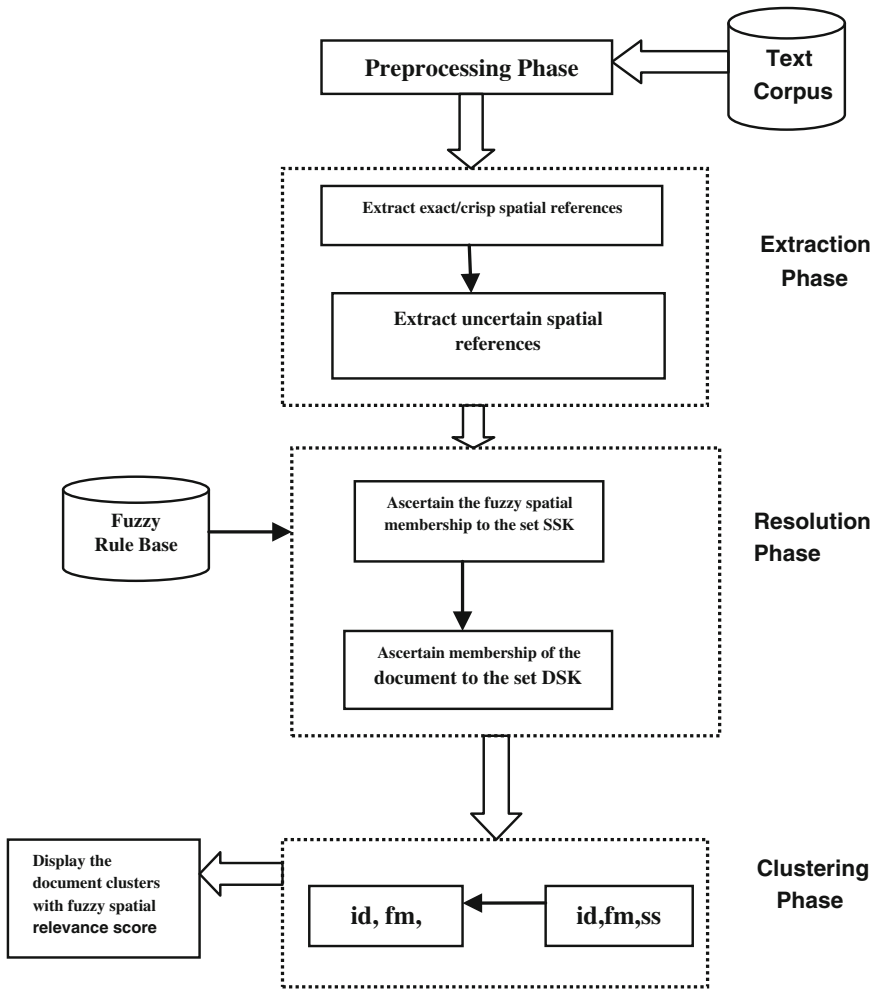 Preprocessing Phase
Text
Corpus
Extract exact/crisp spatial references
Extraction
Phase
Extract uncertain spatial
references
Fuzzy
Rule Base
Ascertain the fuzzy spatial
membership to the set SSK
Resolution
Phase
Ascertain membership of the
document to the set DSK
Display the
document clusters
with fuzzy spatial
relevance score
id, fm,
id,fm,ss
Clustering
Phase